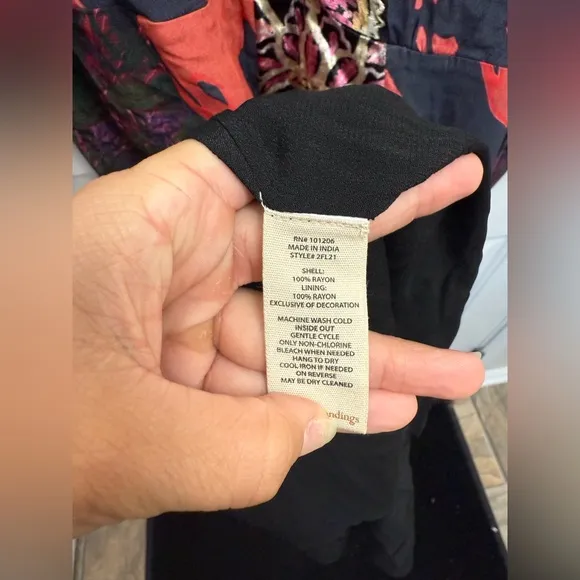 RN# 101206
MADE IN INDIA
STYLE# 2FL21
SHELL:
100% RAYON
LINING:
100% RAYON
EXCLUSIVE OF DECORATION
MACHINE WASH COLD
INSIDE OUT
GENTLE CYCLE
ONLY NON-CHLORINE
BLEACH WHEN NEEDED
HANG TO DRY
COOL IRON IF NEEDED
ON REVERSE
MAY BE DRY CLEANED